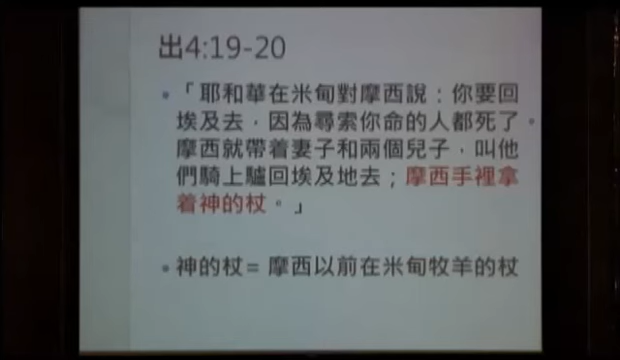 出4:19-20
•「耶和華在米甸對摩西說：你要回
埃及去，因為尋索你命的人都死了。
摩西就帶着妻子和兩個兒子，叫他
們騎上驢回埃及地去；摩西手裡拿
着神的杖。」
•神的杖= 摩西以前在米甸牧羊的杖